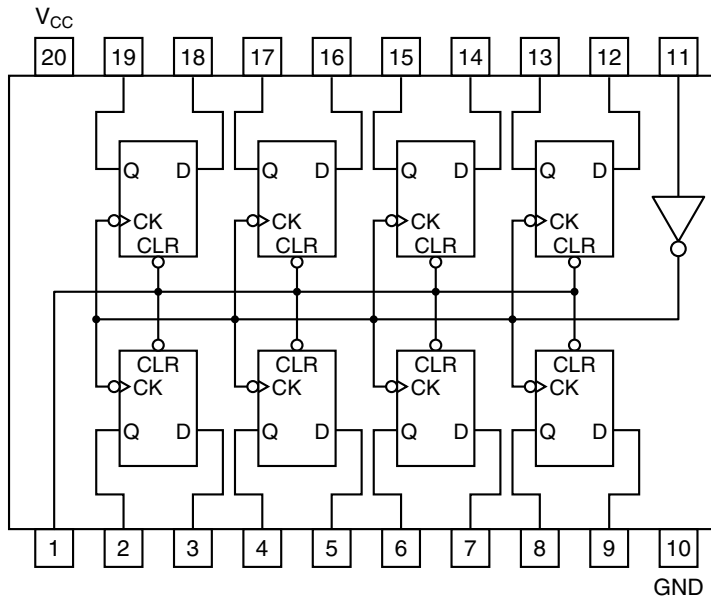 V_CC
20 19 18 17 16 15 14 13 12 11
Q D Q D Q D Q D
CK CK CK CK
CLR CLR CLR CLR
CLR CLR CLR CLR
CK CK CK CK
Q D Q D Q D Q D
1 2 3 4 5 6 7 8 9 10
GND